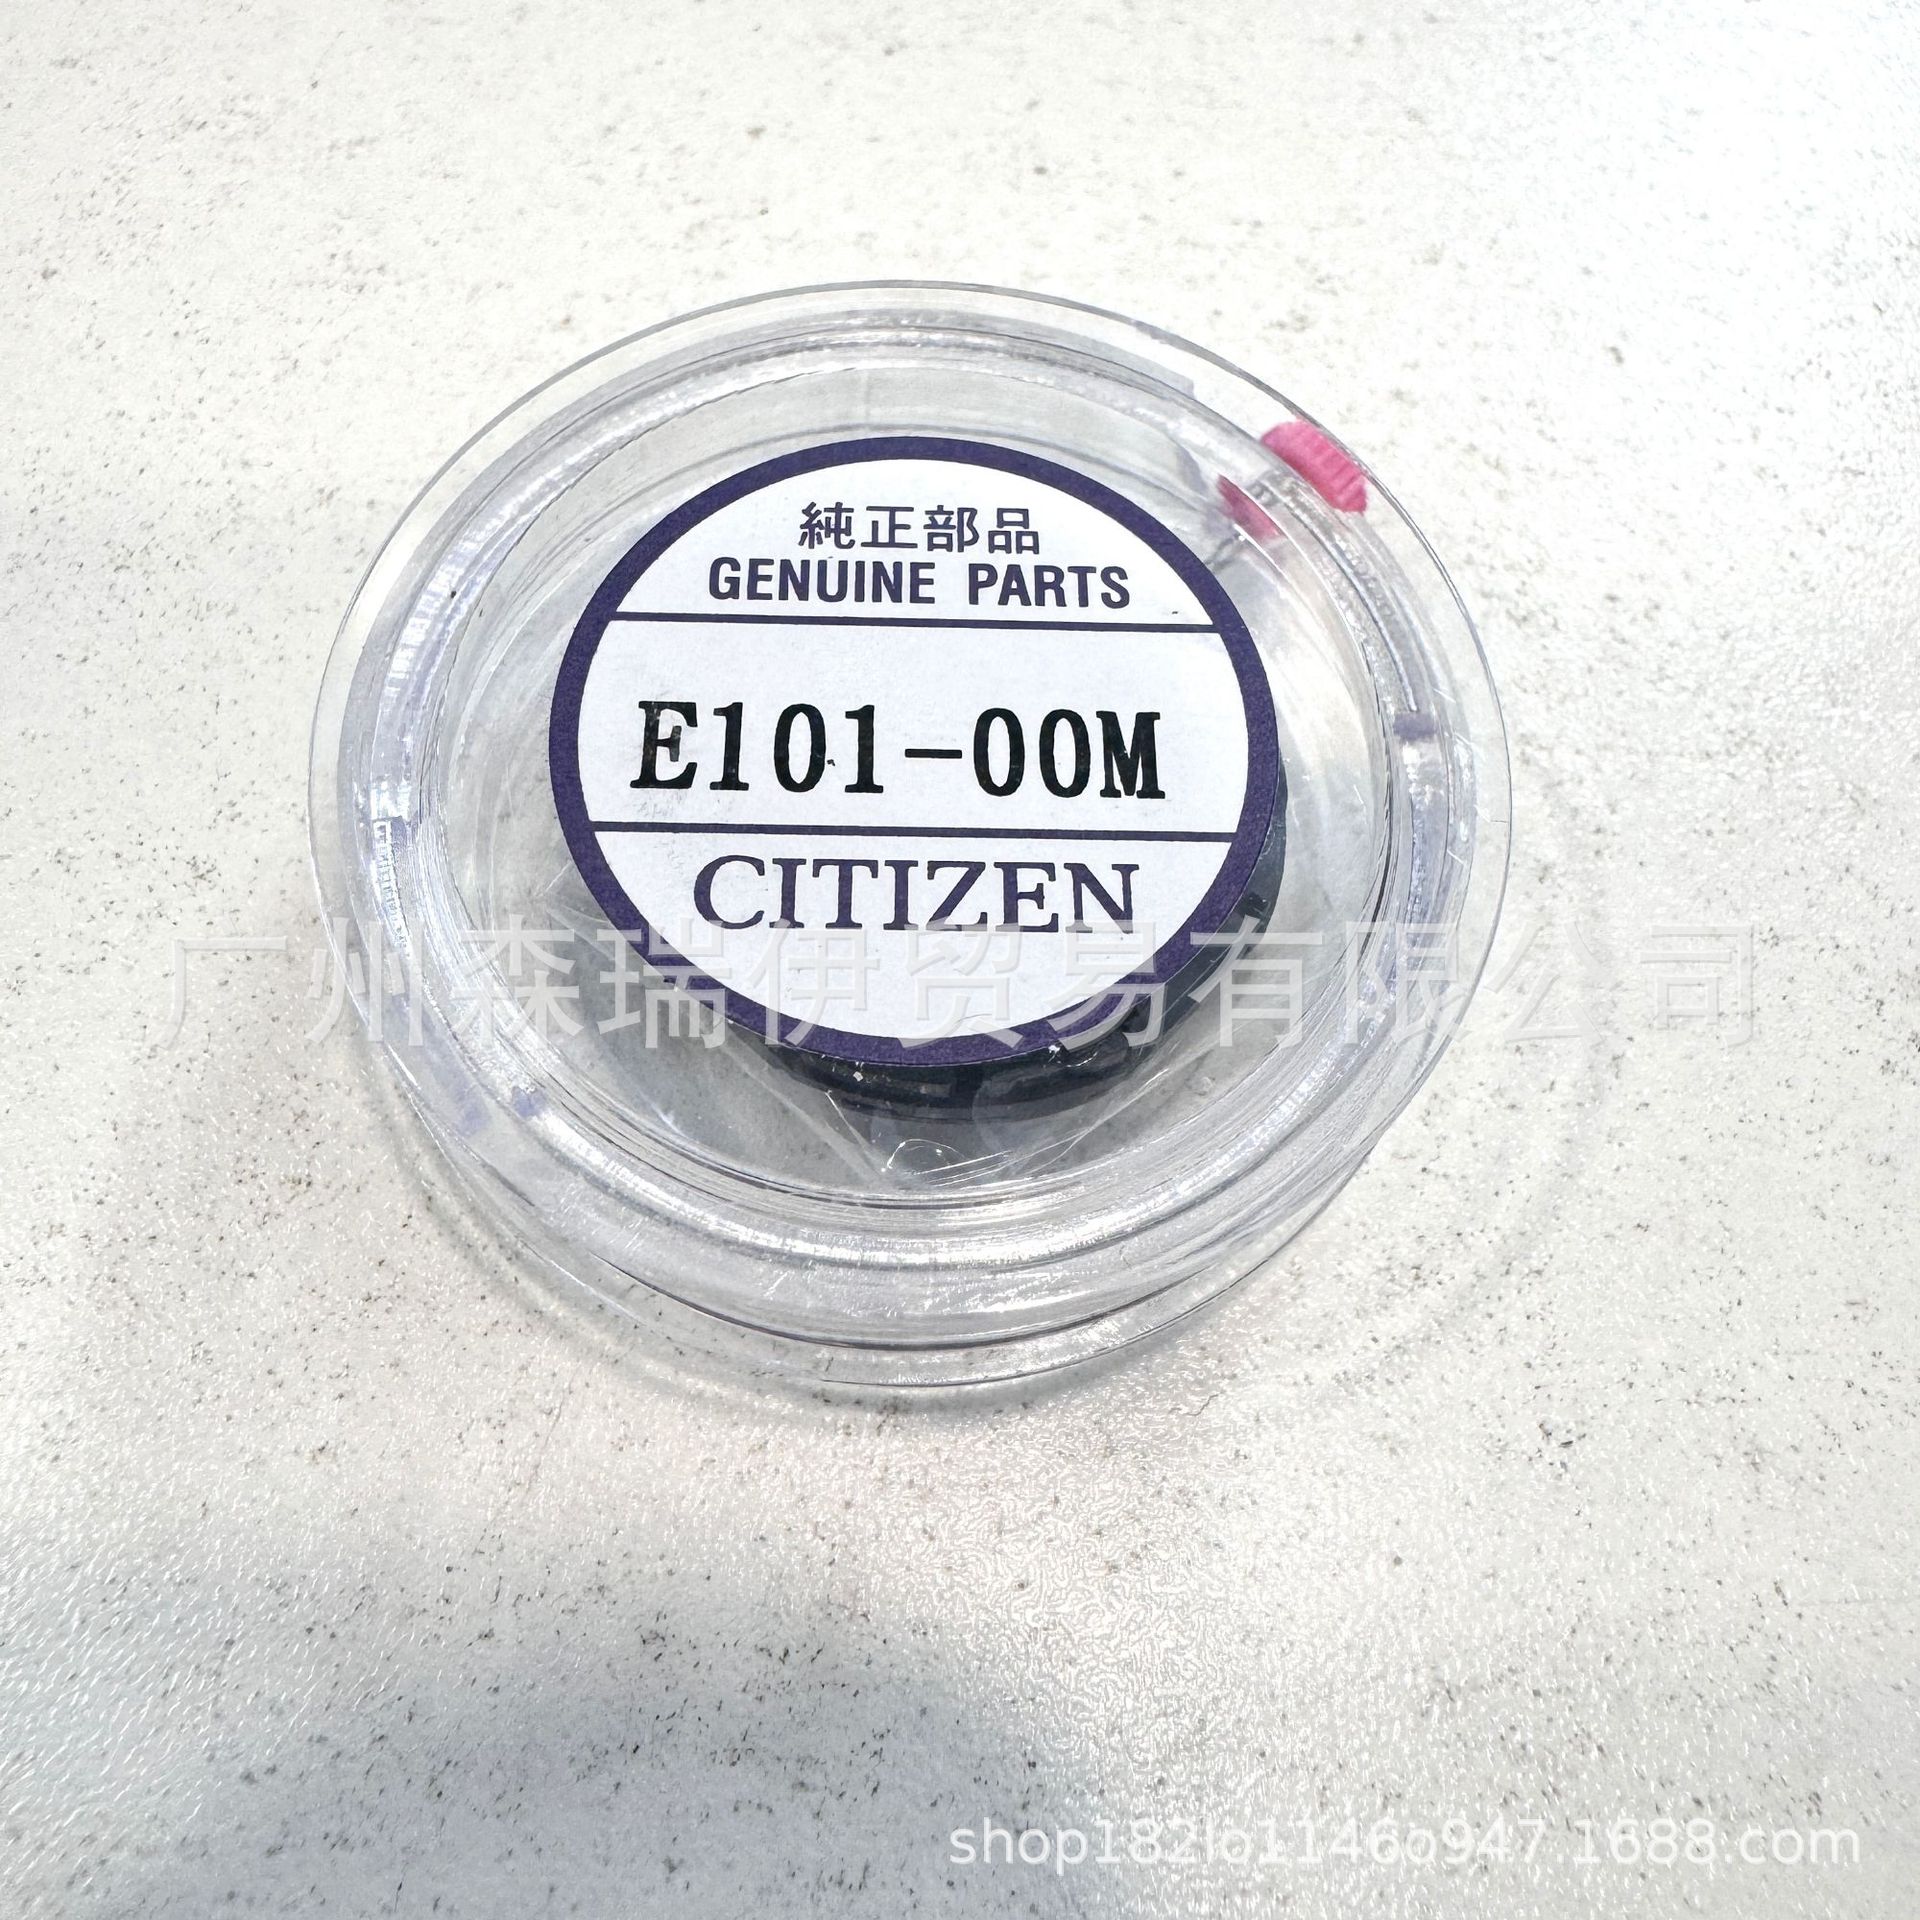 純正部品
GENUINE PARTS
E101-00M
CITIZEN
广州森瑞伊贸易有限公司
shop182lo1146o947.1688.com